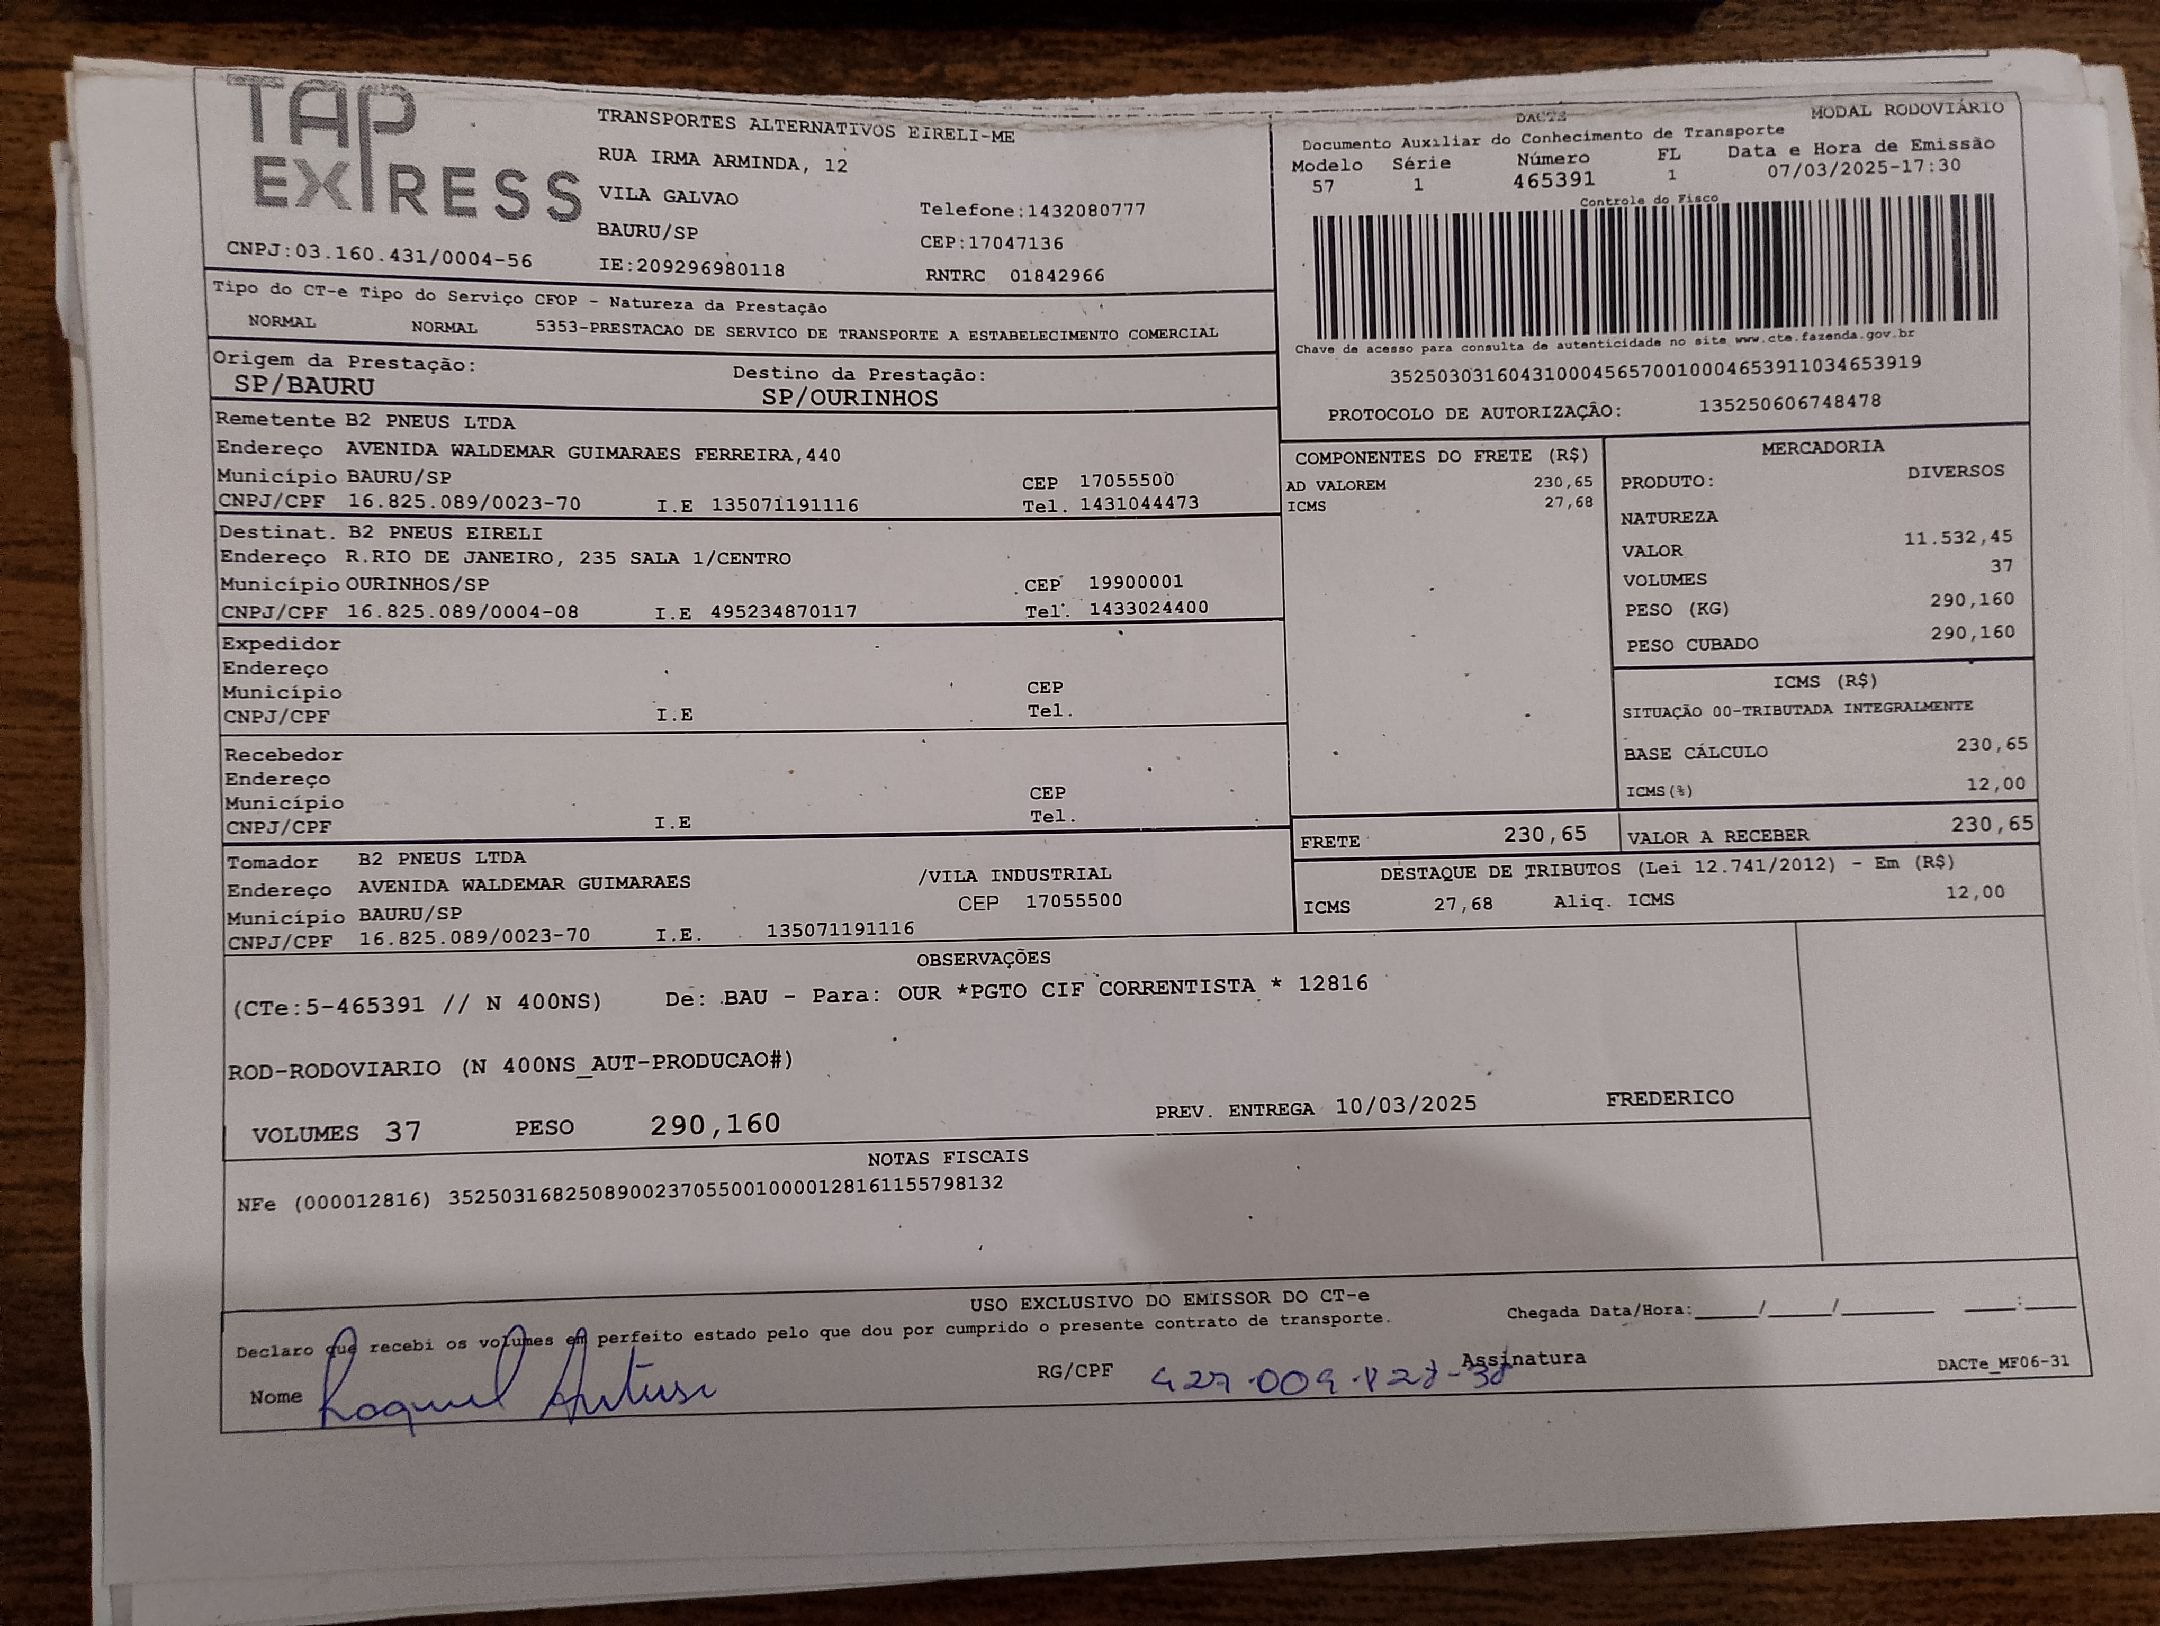 TAP
EXPRESS
CNPJ:03.160.431/0004-56
TRANSPORTES ALTERNATIVOS EIRELI-ME
RUA IRMA ARMINDA, 12
VILA GALVAO
BAURU/SP
IE:209296980118
Telefone:1432080777
CEP:17047136
RNTRC 01842966
DACTE
MODAL RODOVIÁRIO
Documento Auxiliar do Conhecimento de Transporte
Modelo Série Número FL Data e Hora de Emissão
57 1 465391 1 07/03/2025-17:30
Controle do Fisco
Chave de acesso para consulta de autenticidade no site www.cte.fazenda.gov.br
35250303160431000456570010004653911034653919
PROTOCOLO DE AUTORIZAÇÃO: 135250606748478
Tipo do CT-e Tipo do Serviço CFOP - Natureza da Prestação
NORMAL NORMAL 5353-PRESTACAO DE SERVICO DE TRANSPORTE A ESTABELECIMENTO COMERCIAL
Origem da Prestação: Destino da Prestação:
SP/BAURU SP/OURINHOS
Remetente B2 PNEUS LTDA
Endereço AVENIDA WALDEMAR GUIMARAES FERREIRA,440
Município BAURU/SP CEP 17055500
CNPJ/CPF 16.825.089/0023-70 I.E 135071191116 Tel. 1431044473
Destinat. B2 PNEUS EIRELI
Endereço R.RIO DE JANEIRO, 235 SALA 1/CENTRO
Município OURINHOS/SP CEP 19900001
CNPJ/CPF 16.825.089/0004-08 I.E 495234870117 Tel. 1433024400
Expedidor
Endereço
Município CEP
CNPJ/CPF I.E Tel.
Recebedor
Endereço
Município CEP
CNPJ/CPF I.E Tel.
Tomador B2 PNEUS LTDA
Endereço AVENIDA WALDEMAR GUIMARAES /VILA INDUSTRIAL
Município BAURU/SP CEP 17055500
CNPJ/CPF 16.825.089/0023-70 I.E. 135071191116
COMPONENTES DO FRETE (R$)
AD VALOREM 230,65
ICMS 27,68
MERCADORIA
PRODUTO: DIVERSOS
NATUREZA
VALOR 11.532,45
VOLUMES 37
PESO (KG) 290,160
PESO CUBADO 290,160
ICMS (R$)
SITUAÇÃO 00-TRIBUTADA INTEGRALMENTE
BASE CÁLCULO 230,65
ICMS(%) 12,00
FRETE 230,65 VALOR A RECEBER 230,65
DESTAQUE DE TRIBUTOS (Lei 12.741/2012) - Em (R$)
ICMS 27,68 Aliq. ICMS 12,00
OBSERVAÇÕES
(CTe:5-465391 // N 400NS) De: BAU - Para: OUR *PGTO CIF CORRENTISTA * 12816
ROD-RODOVIARIO (N 400NS_AUT-PRODUCAO#)
VOLUMES 37 PESO 290,160 PREV. ENTREGA 10/03/2025 FREDERICO
NOTAS FISCAIS
NFe (000012816) 35250316825089002370550010000128161155798132
USO EXCLUSIVO DO EMISSOR DO CT-e
Declaro que recebi os volumes em perfeito estado pelo que dou por cumprido o presente contrato de transporte.
Chegada Data/Hora:____/____/______ ___:___
Nome Raquel RG/CPF Assinatura DACTe_MF06-31